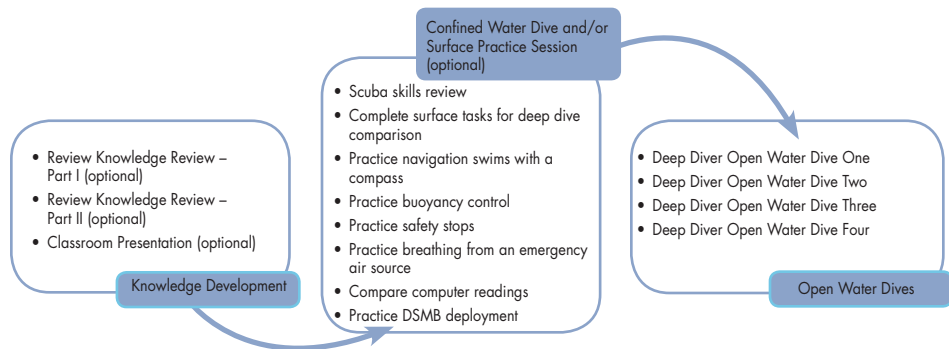 • Review Knowledge Review –
Part I (optional)
• Review Knowledge Review –
Part II (optional)
• Classroom Presentation (optional)
Knowledge Development
Confined Water Dive and/or
Surface Practice Session
(optional)
• Scuba skills review
• Complete surface tasks for deep dive
comparison
• Practice navigation swims with a
compass
• Practice buoyancy control
• Practice safety stops
• Practice breathing from an emergency
air source
• Compare computer readings
• Practice DSMB deployment
• Deep Diver Open Water Dive One
• Deep Diver Open Water Dive Two
• Deep Diver Open Water Dive Three
• Deep Diver Open Water Dive Four
Open Water Dives